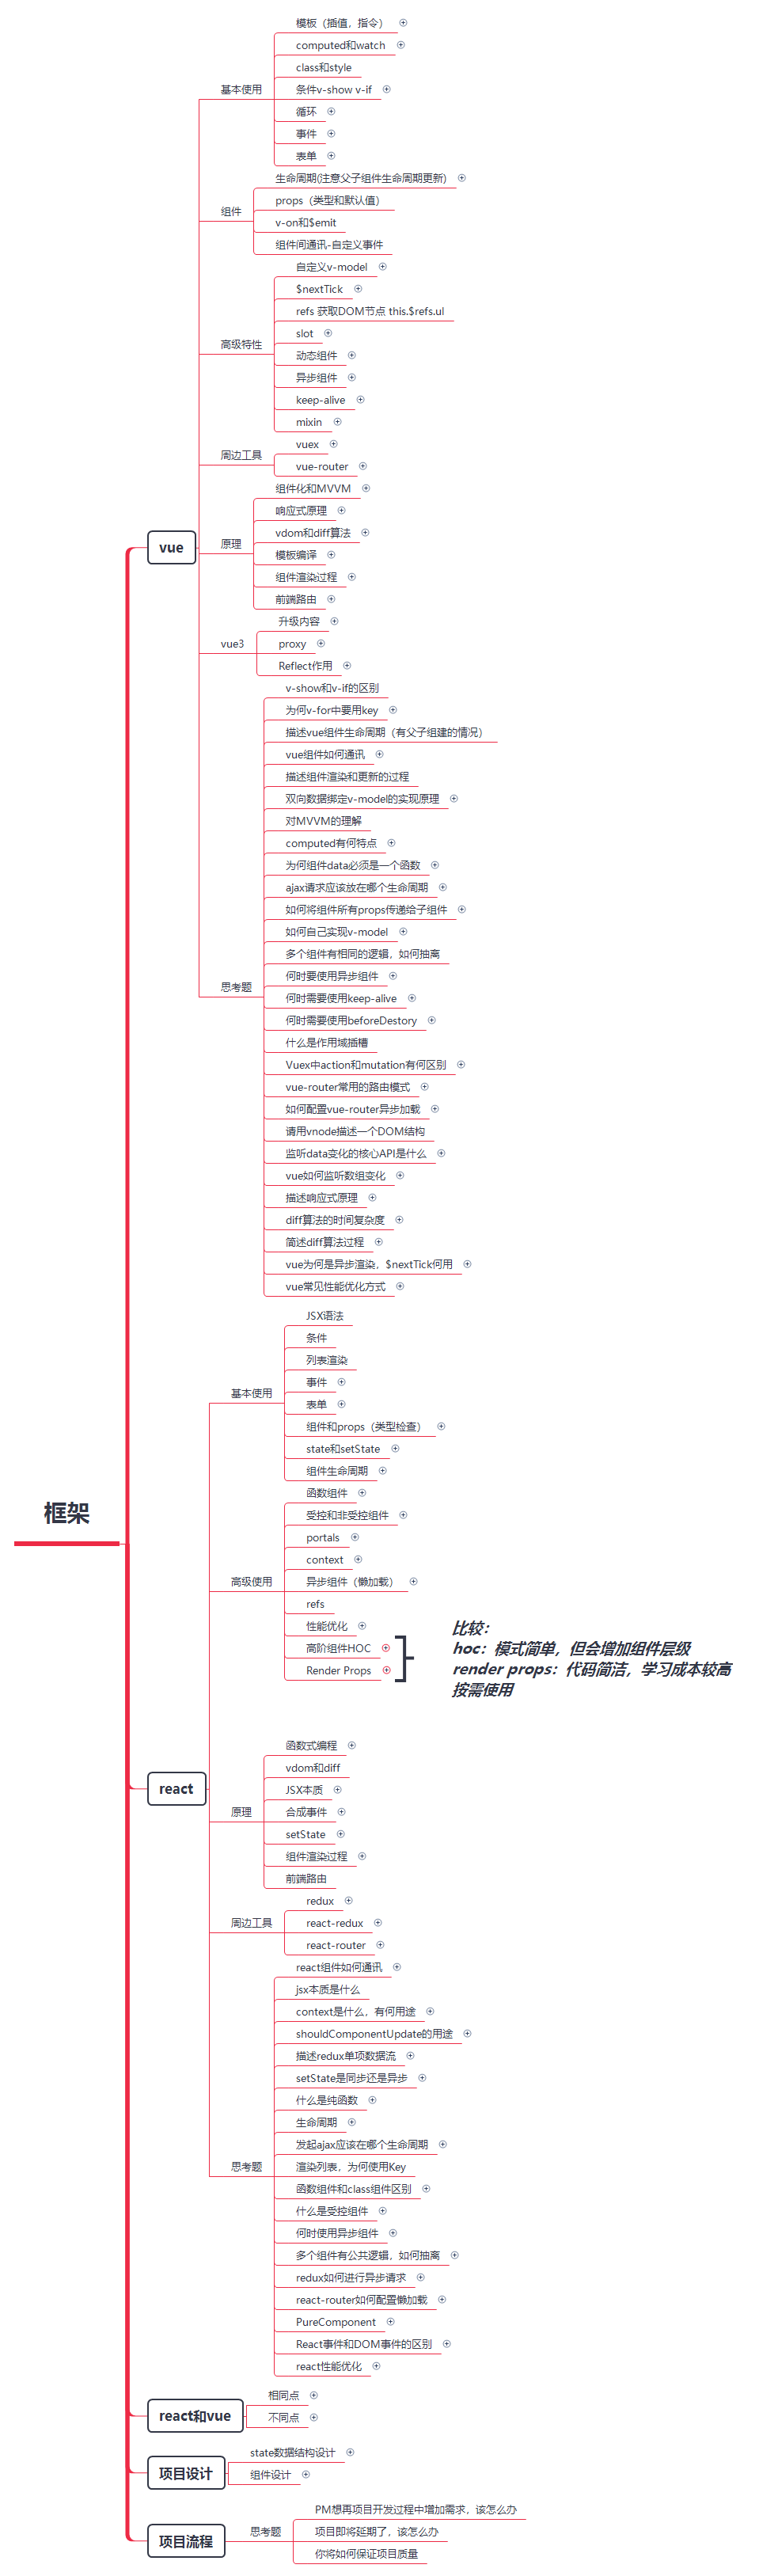 框架
vue
基本使用
模板（插值，指令）
computed和watch
class和style
条件v-show v-if
循环
事件
表单
组件
生命周期(注意父子组件生命周期更新)
props（类型和默认值）
v-on和$emit
组件间通讯-自定义事件
高级特性
自定义v-model
$nextTick
refs 获取DOM节点 this.$refs.ul
slot
动态组件
异步组件
keep-alive
mixin
周边工具
vuex
vue-router
原理
组件化和MVVM
响应式原理
vdom和diff算法
模板编译
组件渲染过程
前端路由
vue3
升级内容
proxy
Reflect作用
思考题
v-show和v-if的区别
为何v-for中要用key
描述vue组件生命周期（有父子组建的情况）
vue组件如何通讯
描述组件渲染和更新的过程
双向数据绑定v-model的实现原理
对MVVM的理解
computed有何特点
为何组件data必须是一个函数
ajax请求应该放在哪个生命周期
如何将组件所有props传递给子组件
如何自己实现v-model
多个组件有相同的逻辑，如何抽离
何时要使用异步组件
何时需要使用keep-alive
何时需要使用beforeDestory
什么是作用域插槽
Vuex中action和mutation有何区别
vue-router常用的路由模式
如何配置vue-router异步加载
请用vnode描述一个DOM结构
监听data变化的核心API是什么
vue如何监听数组变化
描述响应式原理
diff算法的时间复杂度
简述diff算法过程
vue为何是异步渲染，$nextTick何用
vue常见性能优化方式
react
基本使用
JSX语法
条件
列表渲染
事件
表单
组件和props（类型检查）
state和setState
组件生命周期
高级使用
函数组件
受控和非受控组件
portals
context
异步组件（懒加载）
refs
性能优化
高阶组件HOC
Render Props
比较：
hoc：模式简单，但会增加组件层级
render props：代码简洁，学习成本较高
按需使用
原理
函数式编程
vdom和diff
JSX本质
合成事件
setState
组件渲染过程
前端路由
周边工具
redux
react-redux
react-router
思考题
react组件如何通讯
jsx本质是什么
context是什么，有何用途
shouldComponentUpdate的用途
描述redux单项数据流
setState是同步还是异步
什么是纯函数
生命周期
发起ajax应该在哪个生命周期
渲染列表，为何使用Key
函数组件和class组件区别
什么是受控组件
何时使用异步组件
多个组件有公共逻辑，如何抽离
redux如何进行异步请求
react-router如何配置懒加载
PureComponent
React事件和DOM事件的区别
react性能优化
react和vue
相同点
不同点
项目设计
state数据结构设计
组件设计
项目流程
思考题
PM想再项目开发过程中增加需求，该怎么办
项目即将延期了，该怎么办
你将如何保证项目质量